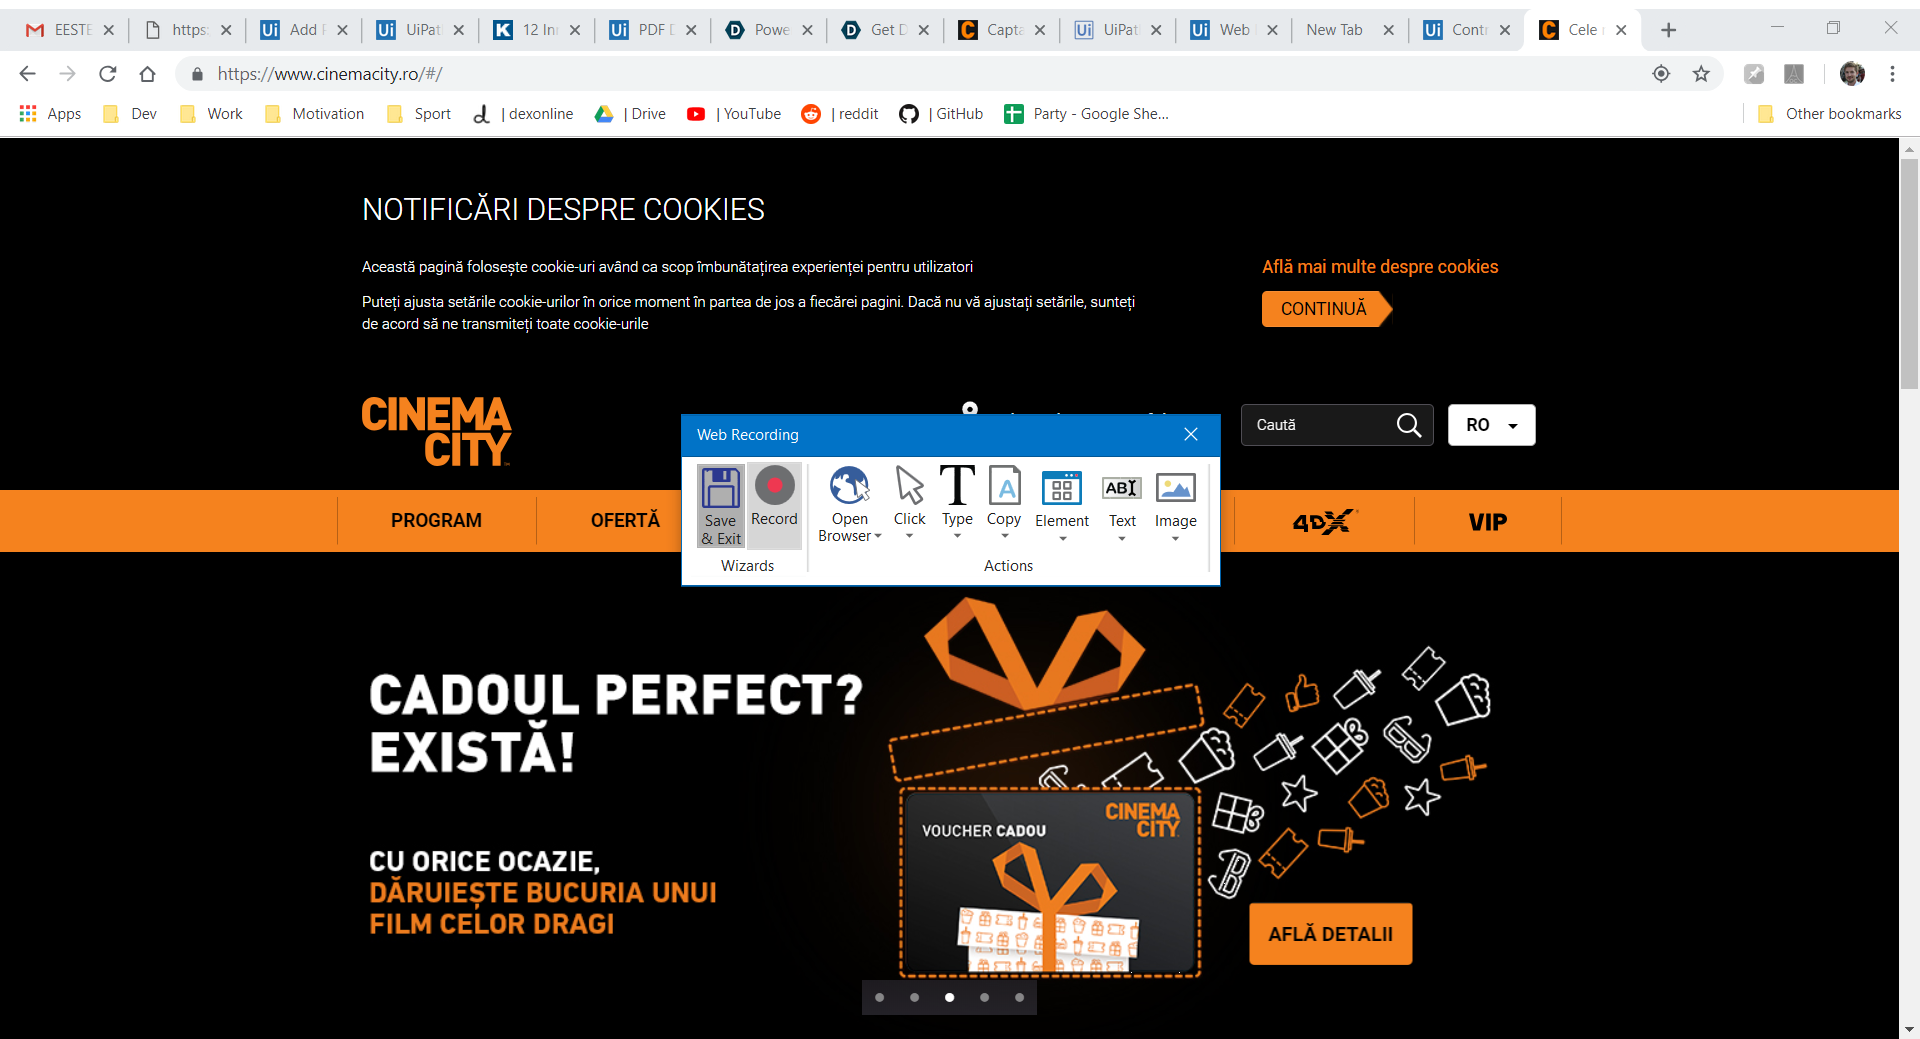 EESTE
https:
Add F
UiPat
12 Inn
PDF D
Powe
Get D
Capta
UiPat
Web
New Tab
Contr
Cele
https://www.cinemacity.ro/#/
Apps
Dev
Work
Motivation
Sport
| dexonline
| Drive
| YouTube
| reddit
| GitHub
Party - Google She...
Other bookmarks
NOTIFICĂRI DESPRE COOKIES
Această pagină folosește cookie-uri având ca scop îmbunătațirea experienței pentru utilizatori
Află mai multe despre cookies
Puteți ajusta setările cookie-urilor în orice moment în partea de jos a fiecărei pagini. Dacă nu vă ajustați setările, sunteți
de acord să ne transmiteți toate cookie-urile
CONTINUĂ
CINEMA
CITY
Caută
RO
Web Recording
Save
& Exit
Record
Open
Browser
Click
Type
Copy
Element
Text
Image
Wizards
Actions
PROGRAM
OFERTĂ
4DX
VIP
CADOUL PERFECT?
EXISTĂ!
CU ORICE OCAZIE,
DĂRUIEȘTE BUCURIA UNUI
FILM CELOR DRAGI
VOUCHER CADOU
CINEMA
CITY
AFLĂ DETALII